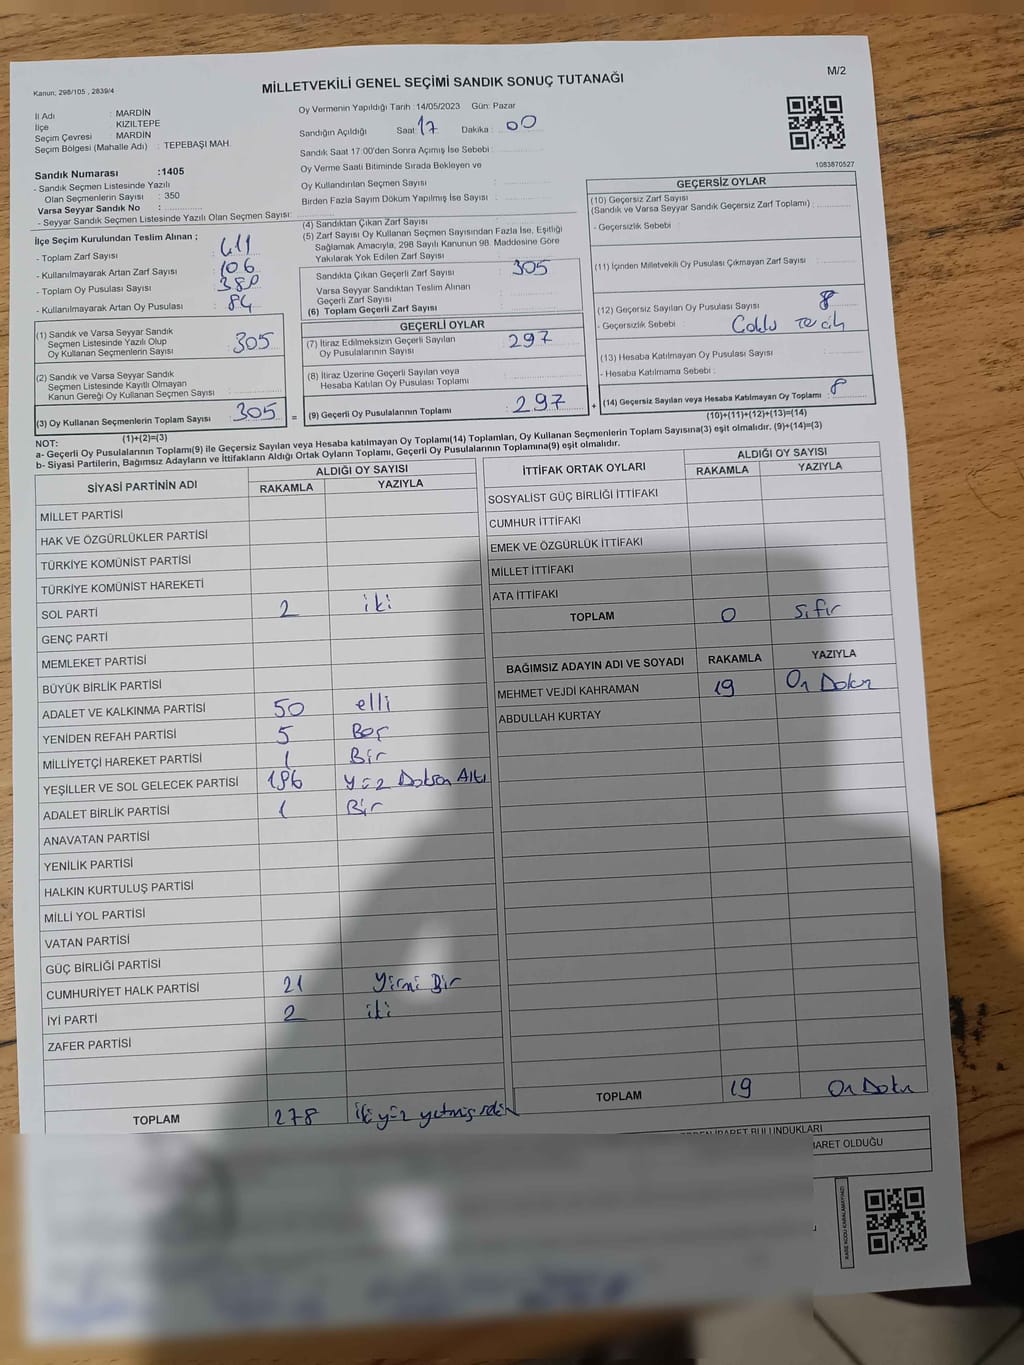 Kanun: 298/105 , 2839/4
MİLLETVEKİLİ GENEL SEÇİMİ SANDIK SONUÇ TUTANAĞI
M/2
İl Adı : MARDİN
İlçe : KIZILTEPE
Seçim Çevresi : MARDİN
Seçim Bölgesi (Mahalle Adı) : TEPEBAŞI MAH.
Sandık Numarası :1405
- Sandık Seçmen Listesinde Yazılı
Olan Seçmenlerin Sayısı : 350
Varsa Seyyar Sandık No :
- Seyyar Sandık Seçmen Listesinde Yazılı Olan Seçmen Sayısı:
Oy Vermenin Yapıldığı Tarih :14/05/2023 Gün: Pazar
Sandığın Açıldığı Saat : 17 Dakika : 00
Sandık Saat 17:00'den Sonra Açımış İse Sebebi :
Oy Verme Saati Bitiminde Sırada Bekleyen ve
Oy Kullandırılan Seçmen Sayısı :
Birden Fazla Sayım Döküm Yapılmış İse Sayısı :
1083870527
İlçe Seçim Kurulundan Teslim Alınan ;
- Toplam Zarf Sayısı : 411
- Kullanılmayarak Artan Zarf Sayısı : 106
- Toplam Oy Pusulası Sayısı : 380
- Kullanılmayarak Artan Oy Pusulası : 84
(1) Sandık ve Varsa Seyyar Sandık
Seçmen Listesinde Yazılı Olup
Oy Kullanan Seçmenlerin Sayısı : 305
(2) Sandık ve Varsa Seyyar Sandık
Seçmen Listesinde Kayıtlı Olmayan
Kanun Gereği Oy Kullanan Seçmen Sayısı :
(3) Oy Kullanan Seçmenlerin Toplam Sayısı : 305
(1)+(2)=(3)
=
(4) Sandıktan Çıkan Zarf Sayısı :
(5) Zarf Sayısı Oy Kullanan Seçmen Sayısından Fazla İse, Eşitliği
Sağlamak Amacıyla, 298 Sayılı Kanunun 98. Maddesine Göre
Yakılarak Yok Edilen Zarf Sayısı :
Sandıkta Çıkan Geçerli Zarf Sayısı : 305
Varsa Seyyar Sandıktan Teslim Alınan
Geçerli Zarf Sayısı :
(6) Toplam Geçerli Zarf Sayısı :
GEÇERLİ OYLAR
(7) İtiraz Edilmeksizin Geçerli Sayılan
Oy Pusulasının Sayısı : 297
(8) İtiraz Üzerine Geçerli Sayılan veya
Hesaba Katılan Oy Pusulası Toplamı :
(9) Geçerli Oy Pusulalarının Toplamı : 297
+
GEÇERSİZ OYLAR
(10) Geçersiz Zarf Sayısı
(Sandık ve Varsa Seyyar Sandık Geçersiz Zarf Toplamı) :
- Geçersizlik Sebebi :
(11) İçinden Milletvekili Oy Pusulası Çıkmayan Zarf Sayısı :
(12) Geçersiz Sayılan Oy Pusulası Sayısı : 8
- Geçersizlik Sebebi :
(13) Hesaba Katılmayan Oy Pusulası Sayısı :
- Hesaba Katılmama Sebebi :
(14) Geçersiz Sayılan veya Hesaba Katılmayan Oy Toplamı : 8
(10)+(11)+(12)+(13)=(14)
NOT:
a- Geçerli Oy Pusulalarının Toplamı(9) ile Geçersiz Sayılan veya Hesaba katılmayan Oy Toplamı(14) Toplamları, Oy Kullanan Seçmenlerin Toplam Sayısına(3) eşit olmalıdır. (9)+(14)=(3)
b- Siyasi Partilerin, Bağımsız Adayların ve İttifakların Aldığı Ortak Oyların Toplamı, Geçerli Oy Pusulalarının Toplamına(9) eşit olmalıdır.
SİYASİ PARTİNİN ADI ALDIĞI OY SAYISI
RAKAMLA YAZIYLA
MİLLET PARTİSİ
HAK VE ÖZGÜRLÜKLER PARTİSİ
TÜRKİYE KOMÜNİST PARTİSİ
TÜRKİYE KOMÜNİST HAREKETİ
SOL PARTİ 2 iki
GENÇ PARTİ
MEMLEKET PARTİSİ
BÜYÜK BİRLİK PARTİSİ
ADALET VE KALKINMA PARTİSİ 50 elli
YENİDEN REFAH PARTİSİ 5 Beş
MİLLİYETÇİ HAREKET PARTİSİ 1 Bir
YEŞİLLER VE SOL GELECEK PARTİSİ 196 yüz Doksan Altı
ADALET BİRLİK PARTİSİ 1 Bir
ANAVATAN PARTİSİ
YENİLİK PARTİSİ
HALKIN KURTULUŞ PARTİSİ
MİLLİ YOL PARTİSİ
VATAN PARTİSİ
GÜÇ BİRLİĞİ PARTİSİ
CUMHURİYET HALK PARTİSİ 21 Yirmi Bir
İYİ PARTİ 2 iki
ZAFER PARTİSİ
TOPLAM 278 iki yüz yetmiş sekiz
İTTİFAK ORTAK OYLARI ALDIĞI OY SAYISI
RAKAMLA YAZIYLA
SOSYALİST GÜÇ BİRLİĞİ İTTİFAKI
CUMHUR İTTİFAKI
EMEK VE ÖZGÜRLÜK İTTİFAKI
MİLLET İTTİFAKI
ATA İTTİFAKI
TOPLAM 0 sıfır
BAĞIMSIZ ADAYIN ADI VE SOYADI RAKAMLA YAZIYLA
MEHMET VEJDİ KAHRAMAN 19 On Dokuz
ABDULLAH KURTAY
TOPLAM 19 On Dokuz
BULUNDUKLARI
OLDUĞU